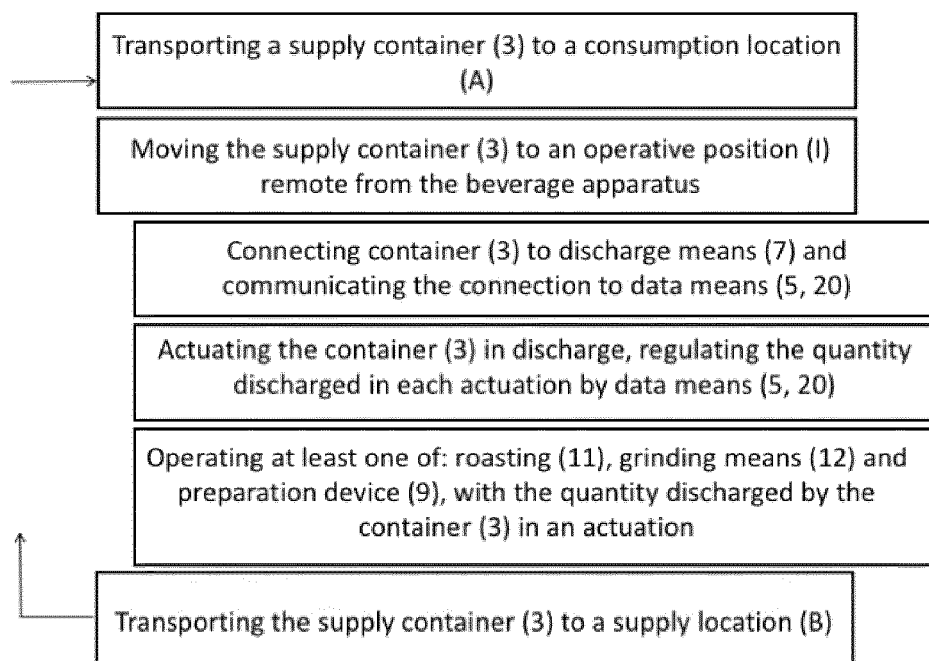 Transporting a supply container (3) to a consumption location
(A)
Moving the supply container (3) to an operative position (I)
remote from the beverage apparatus
Connecting container (3) to discharge means (7) and
communicating the connection to data means (5, 20)
Actuating the container (3) in discharge, regulating the quantity
discharged in each actuation by data means (5, 20)
Operating at least one of: roasting (11), grinding means (12) and
preparation device (9), with the quantity discharged by the
container (3) in an actuation
Transporting the supply container (3) to a supply location (B)